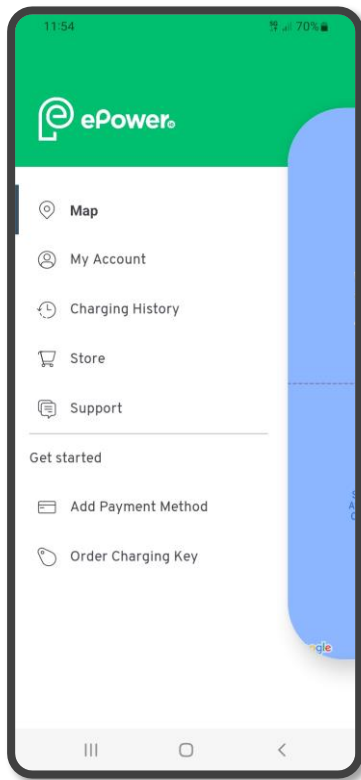 11:54
70%
ePower
Map
My Account
Charging History
Store
Support
Get started
Add Payment Method
Order Charging Key